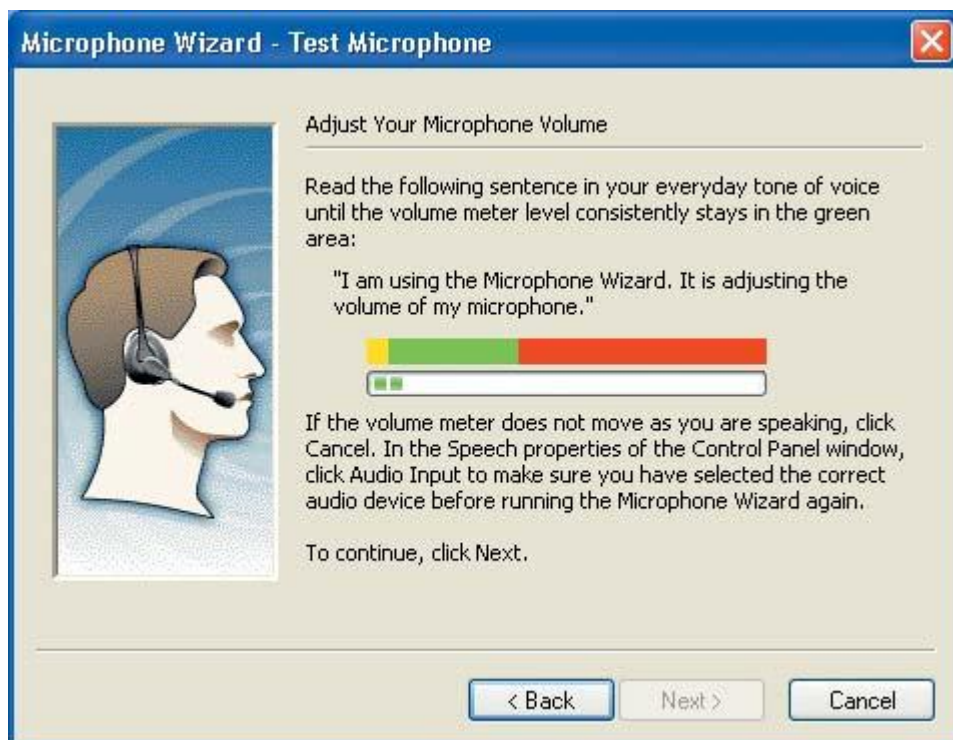 Microphone Wizard - Test Microphone
Adjust Your Microphone Volume
Read the following sentence in your everyday tone of voice
until the volume meter level consistently stays in the green
area:
"I am using the Microphone Wizard. It is adjusting the
volume of my microphone."
If the volume meter does not move as you are speaking, click
Cancel. In the Speech properties of the Control Panel window,
click Audio Input to make sure you have selected the correct
audio device before running the Microphone Wizard again.
To continue, click Next.
< Back Next > Cancel